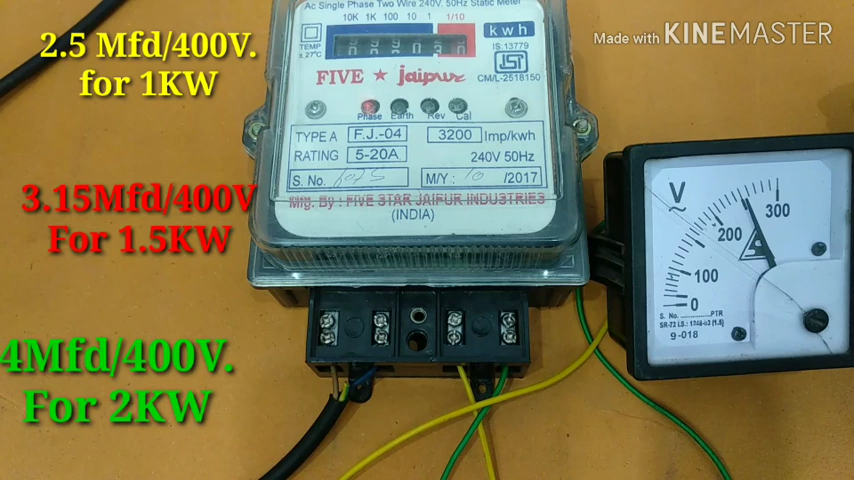 2.5 Mfd/400V.
for 1KW
3.15Mfd/400V
For 1.5KW
4Mfd/400V.
For 2KW
Made with KINEMASTER
Ac Single Phase Two Wire 240V. 50Hz Static Meter
10K 1K 100 10 1 1/10
kwh
TEMP
27°C
IS:13779
ISI
CM/L-2518150
FIVE ★ Jaipur
Phase Earth Rev Cal
TYPE A F.J.-04 3200 Imp/kwh
RATING 5-20A 240V 50Hz
S. No. M/Y: 10 /2017
Mfg. By : FIVE STAR JAIPUR INDUSTRIES
(INDIA)
V
~
300
200
100
0
S. No. ............PTR
9-018